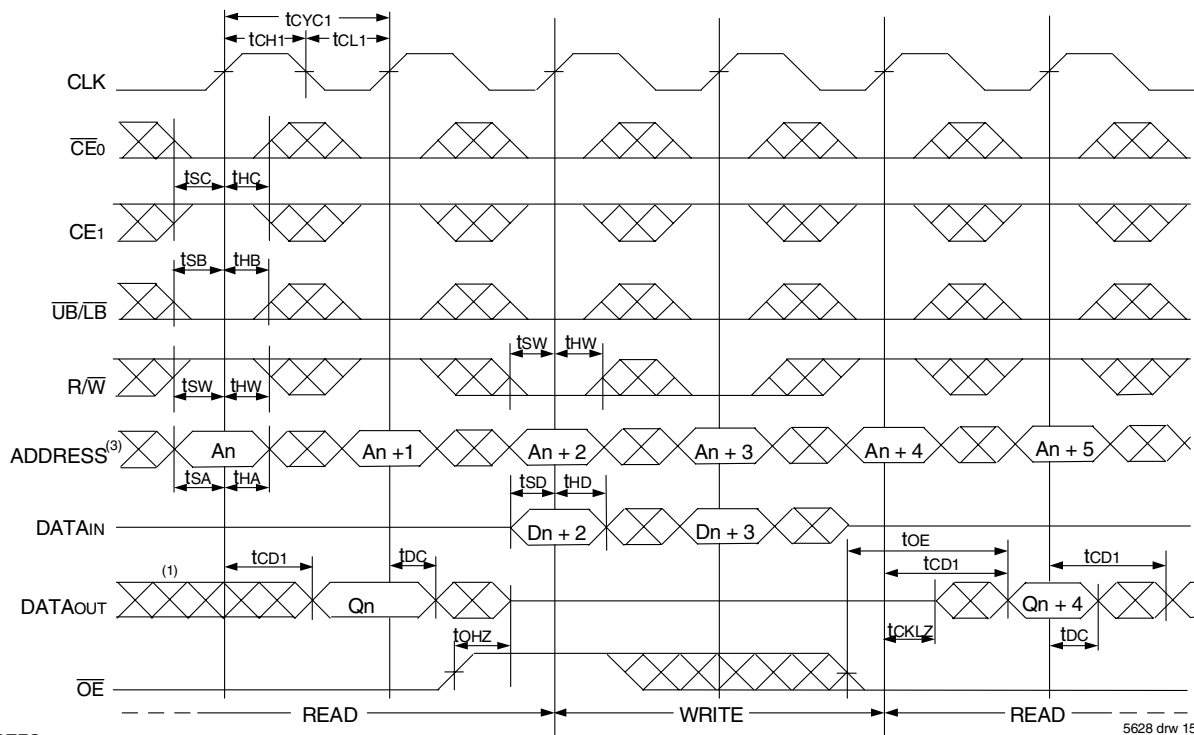 tCYC1
tCH1 tCL1
CLK
CE0
tSC tHC
CE1
tSB tHB
UB/LB
tSW tHW
R/W
tSW tHW
ADDRESS(3) An An + 1 An + 2 An + 3 An + 4 An + 5
tSA tHA tSD tHD
DATAIN Dn + 2 Dn + 3
tOE
(1) tCD1 tDC tCD1 tCD1
DATAOUT Qn Qn + 4
tOHZ tCKLZ tDC
OE
READ WRITE READ
5628 drw 15